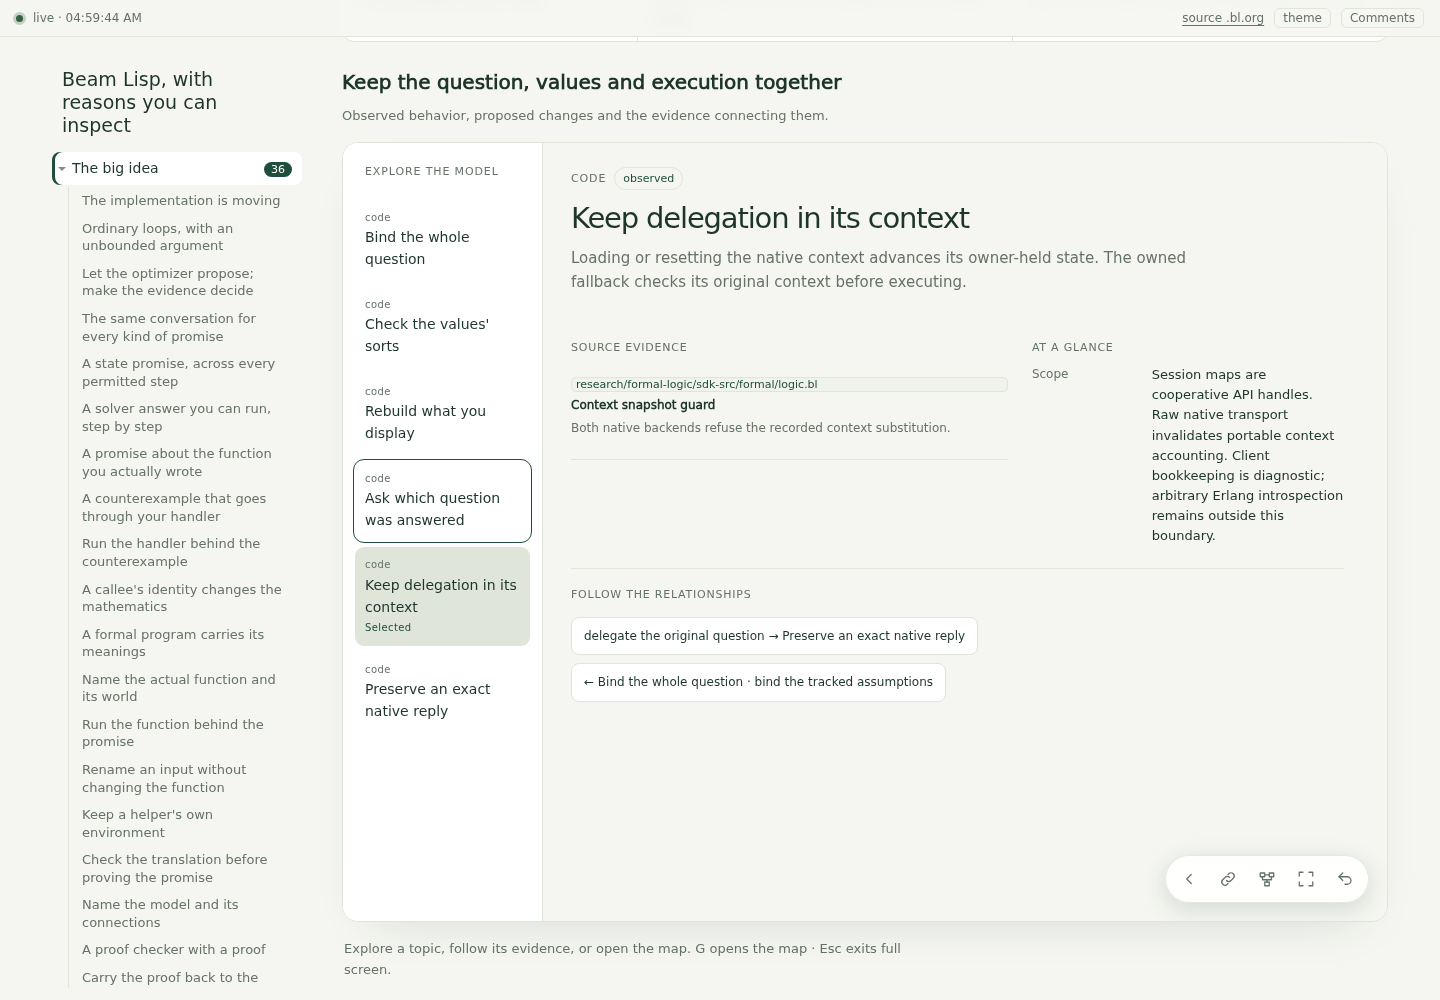 live · 04:59:44 AM
source .bl.org
theme
Comments
Beam Lisp, with
reasons you can
inspect
The big idea
36
The implementation is moving
Ordinary loops, with an
unbounded argument
Let the optimizer propose;
make the evidence decide
The same conversation for
every kind of promise
A state promise, across every
permitted step
A solver answer you can run,
step by step
A promise about the function
you actually wrote
A counterexample that goes
through your handler
Run the handler behind the
counterexample
A callee's identity changes the
mathematics
A formal program carries its
meanings
Name the actual function and
its world
Run the function behind the
promise
Rename an input without
changing the function
Keep a helper's own
environment
Check the translation before
proving the promise
Name the model and its
connections
A proof checker with a proof
Carry the proof back to the
Keep the question, values and execution together
Observed behavior, proposed changes and the evidence connecting them.
EXPLORE THE MODEL
code
Bind the whole
question
code
Check the values'
sorts
code
Rebuild what you
display
code
Ask which question
was answered
code
Keep delegation in its
context
Selected
code
Preserve an exact
native reply
CODE
observed
Keep delegation in its context
Loading or resetting the native context advances its owner-held state. The owned
fallback checks its original context before executing.
SOURCE EVIDENCE
research/formal-logic/sdk-src/formal/logic.bl
Context snapshot guard
Both native backends refuse the recorded context substitution.
AT A GLANCE
Scope
Session maps are
cooperative API handles.
Raw native transport
invalidates portable context
accounting. Client
bookkeeping is diagnostic;
arbitrary Erlang introspection
remains outside this
boundary.
FOLLOW THE RELATIONSHIPS
delegate the original question → Preserve an exact native reply
← Bind the whole question · bind the tracked assumptions
Explore a topic, follow its evidence, or open the map. G opens the map · Esc exits full
screen.